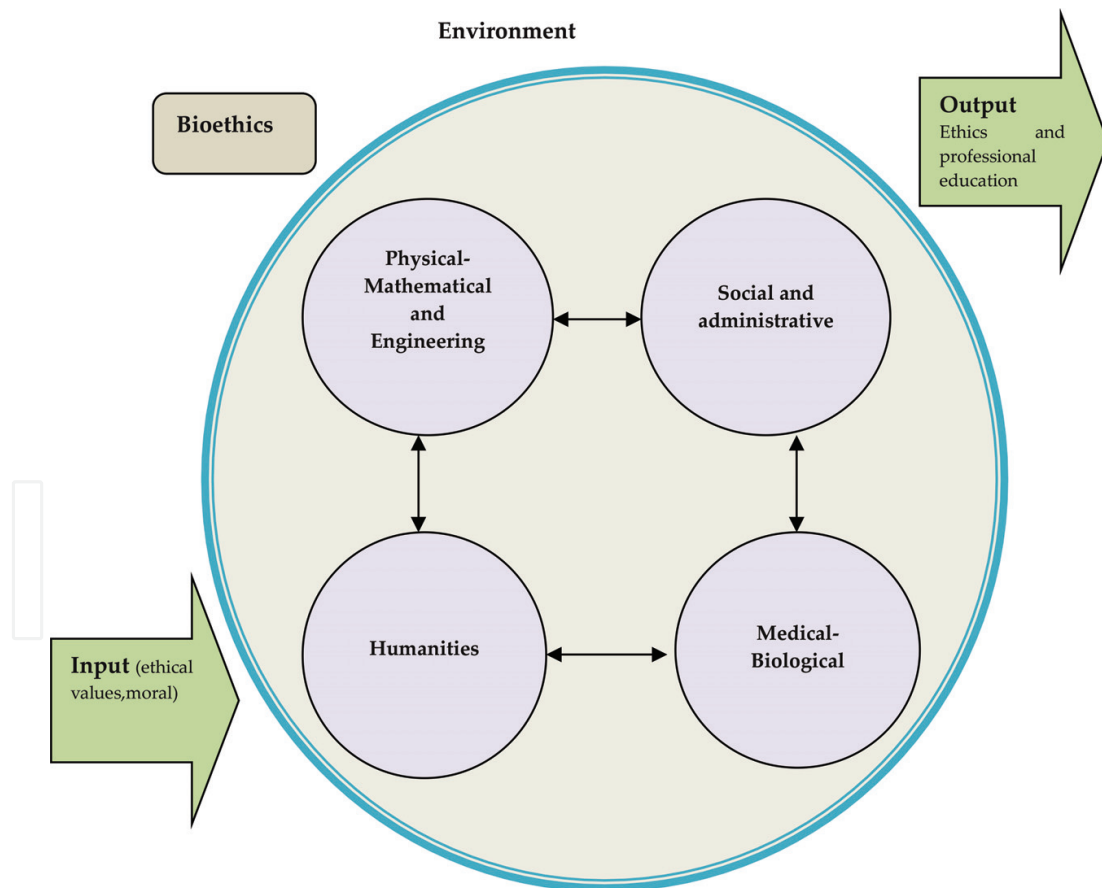 Environment
Bioethics
Output
Ethics and
professional
education
Physical-
Mathematical
and
Engineering
Social and
administrative
Humanities
Medical-
Biological
Input (ethical
values,moral)